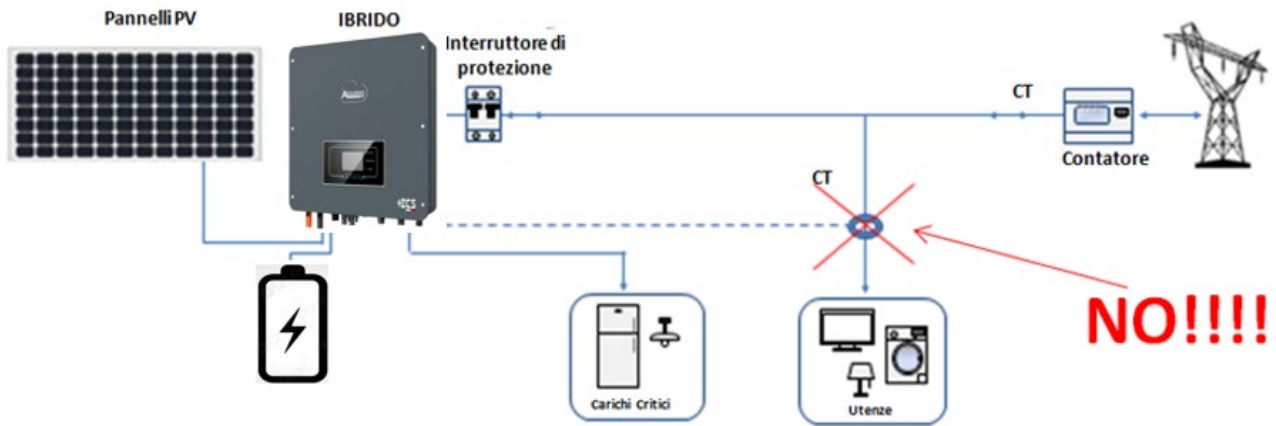 Pannelli PV
IBRIDO
Interruttore di
protezione
CT
Contatore
CT
NO!!!!
Carichi Critici
Utenze